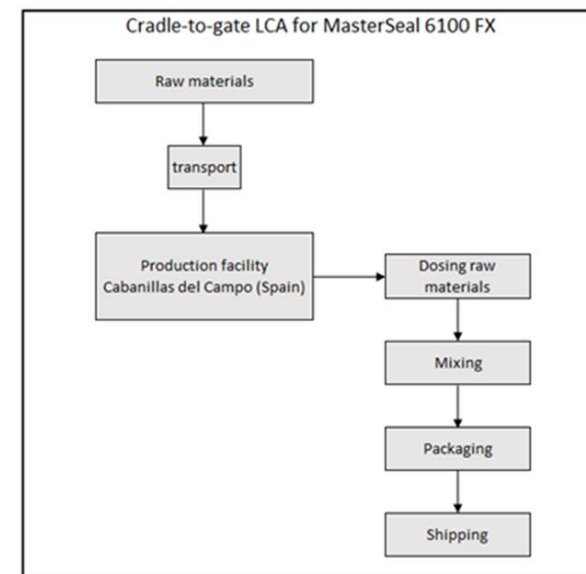 Cradle-to-gate LCA for MasterSeal 6100 FX
Raw materials
transport
Production facility
Cabanillas del Campo (Spain)
Dosing raw
materials
Mixing
Packaging
Shipping